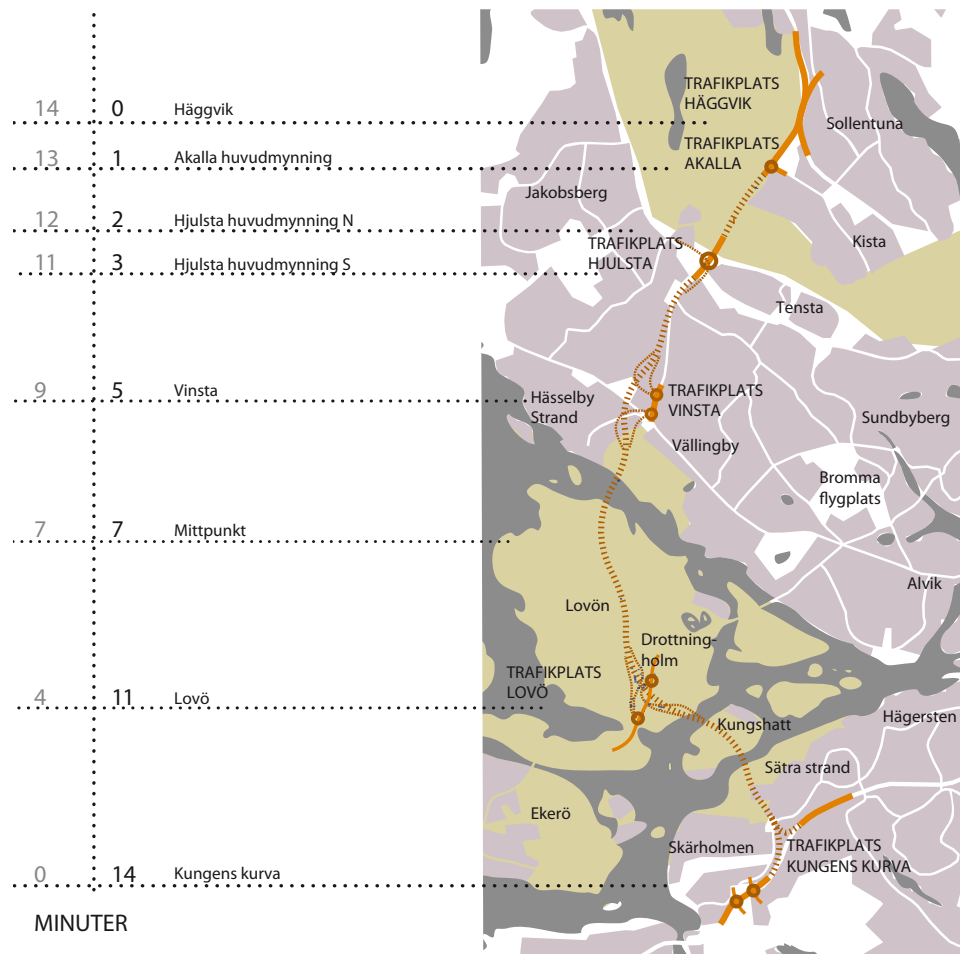 14 0 Häggvik
13 1 Akalla huvudmynning
12 2 Hjulsta huvudmynning N
11 3 Hjulsta huvudmynning S
9 5 Vinsta
7 7 Mittpunkt
4 11 Lovö
0 14 Kungens kurva
MINUTER
TRAFIKPLATS
HÄGGVIK
Sollentuna
TRAFIKPLATS
AKALLA
Jakobsberg
Kista
TRAFIKPLATS
HJULSTA
Tensta
Hässelby
Strand
TRAFIKPLATS
VINSTA
Sundbyberg
Vällingby
Bromma
flygplats
Alvik
Lovön
Drottning-
holm
TRAFIKPLATS
LOVÖ
Kungshatt
Hägersten
Sätra strand
Ekerö
Skärholmen
TRAFIKPLATS
KUNGENS KURVA